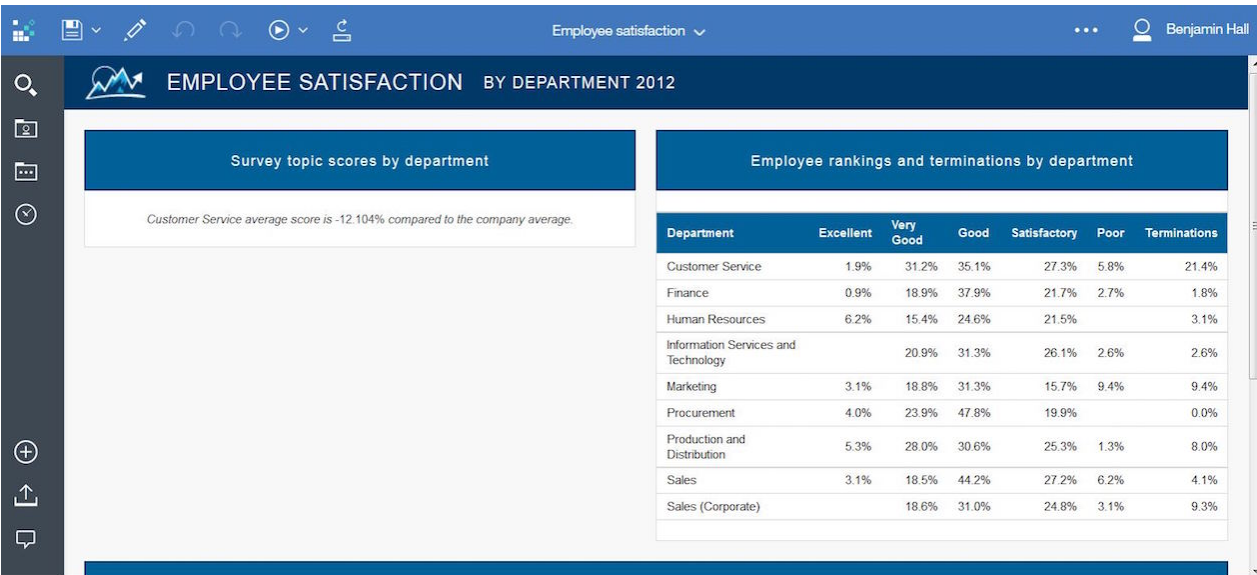 Employee satisfaction
Benjamin Hall
EMPLOYEE SATISFACTION BY DEPARTMENT 2012
Survey topic scores by department
Customer Service average score is -12.104% compared to the company average.
Employee rankings and terminations by department
Department Excellent Very Good Good Satisfactory Poor Terminations
Customer Service 1.9% 31.2% 35.1% 27.3% 5.8% 21.4%
Finance 0.9% 18.9% 37.9% 21.7% 2.7% 1.8%
Human Resources 6.2% 15.4% 24.6% 21.5% 3.1%
Information Services and
Technology 20.9% 31.3% 26.1% 2.6% 2.6%
Marketing 3.1% 18.8% 31.3% 15.7% 9.4% 9.4%
Procurement 4.0% 23.9% 47.8% 19.9% 0.0%
Production and
Distribution 5.3% 28.0% 30.6% 25.3% 1.3% 8.0%
Sales 3.1% 18.5% 44.2% 27.2% 6.2% 4.1%
Sales (Corporate) 18.6% 31.0% 24.8% 3.1% 9.3%